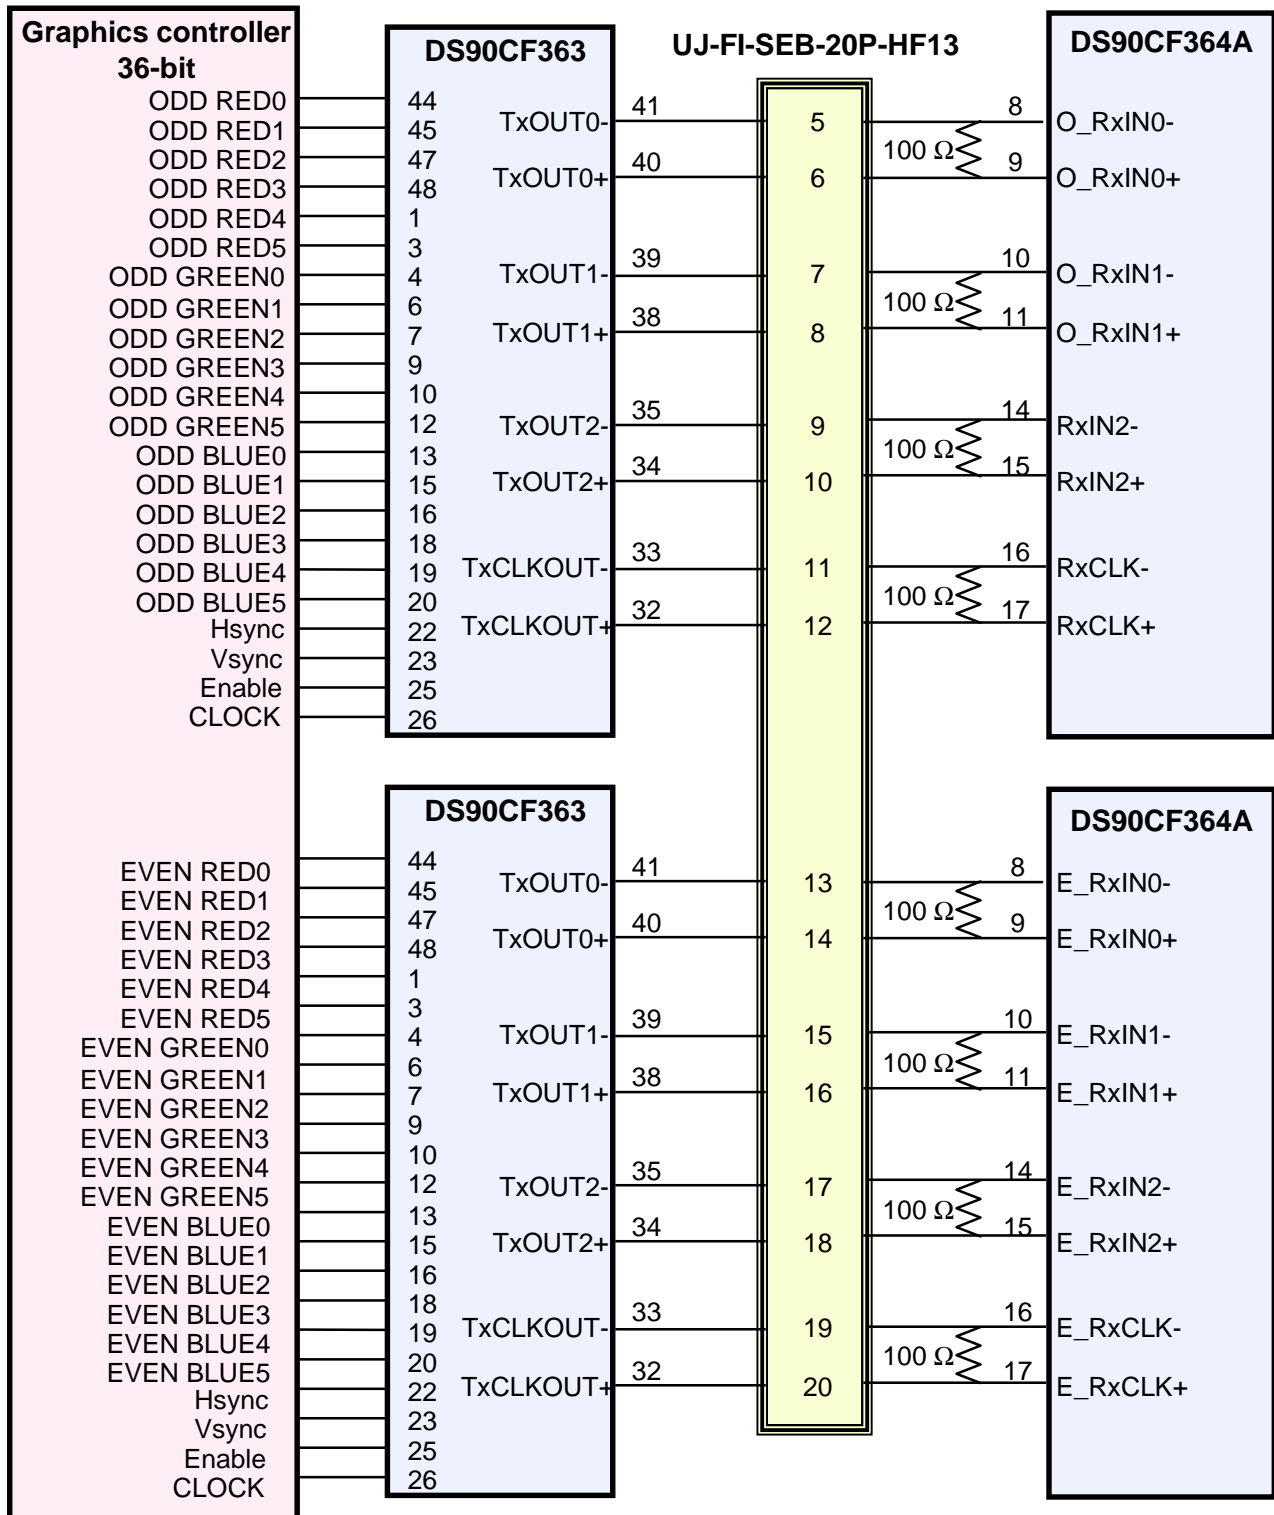 Graphics controller
36-bit
ODD RED0
ODD RED1
ODD RED2
ODD RED3
ODD RED4
ODD RED5
ODD GREEN0
ODD GREEN1
ODD GREEN2
ODD GREEN3
ODD GREEN4
ODD GREEN5
ODD BLUE0
ODD BLUE1
ODD BLUE2
ODD BLUE3
ODD BLUE4
ODD BLUE5
Hsync
Vsync
Enable
CLOCK
DS90CF363
44
45
47
48
1
3
4
6
7
9
10
12
13
15
16
18
19
20
22
23
25
26
TxOUT0- 41
TxOUT0+ 40
TxOUT1- 39
TxOUT1+ 38
TxOUT2- 35
TxOUT2+ 34
TxCLKOUT- 33
TxCLKOUT+ 32
UJ-FI-SEB-20P-HF13
5
6
7
8
9
10
11
12
DS90CF364A
8 O_RxIN0-
100 Ω
9 O_RxIN0+
10 O_RxIN1-
100 Ω
11 O_RxIN1+
14 RxIN2-
100 Ω
15 RxIN2+
16 RxCLK-
100 Ω
17 RxCLK+
EVEN RED0
EVEN RED1
EVEN RED2
EVEN RED3
EVEN RED4
EVEN RED5
EVEN GREEN0
EVEN GREEN1
EVEN GREEN2
EVEN GREEN3
EVEN GREEN4
EVEN GREEN5
EVEN BLUE0
EVEN BLUE1
EVEN BLUE2
EVEN BLUE3
EVEN BLUE4
EVEN BLUE5
Hsync
Vsync
Enable
CLOCK
DS90CF363
44
45
47
48
1
3
4
6
7
9
10
12
13
15
16
18
19
20
22
23
25
26
TxOUT0- 41
TxOUT0+ 40
TxOUT1- 39
TxOUT1+ 38
TxOUT2- 35
TxOUT2+ 34
TxCLKOUT- 33
TxCLKOUT+ 32
13
14
15
16
17
18
19
20
DS90CF364A
8 E_RxIN0-
100 Ω
9 E_RxIN0+
10 E_RxIN1-
100 Ω
11 E_RxIN1+
14 E_RxIN2-
100 Ω
15 E_RxIN2+
16 E_RxCLK-
100 Ω
17 E_RxCLK+